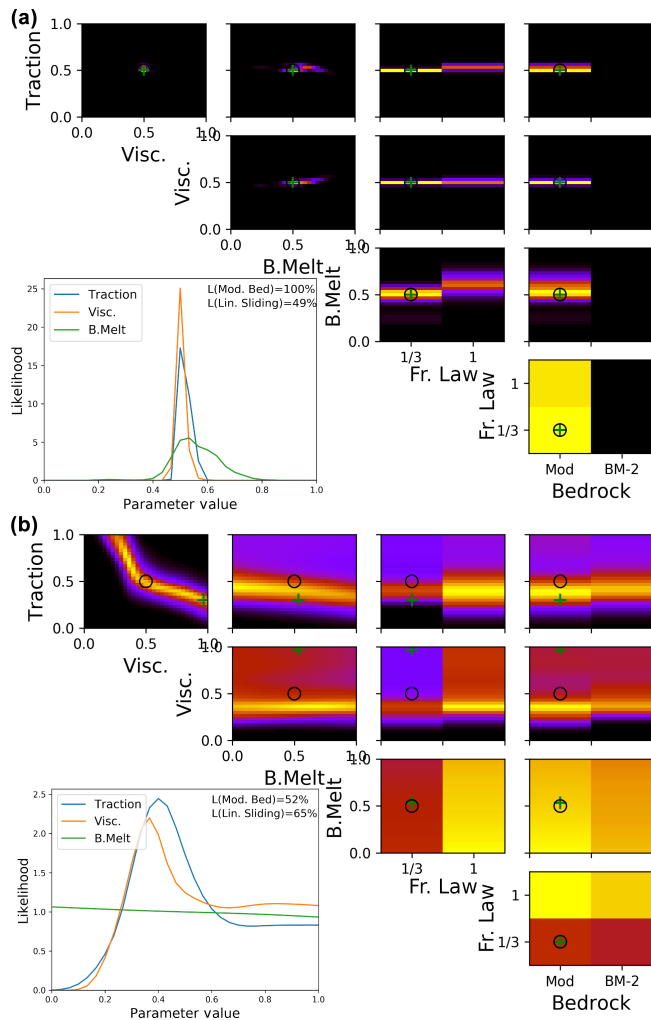 (a)
Traction
1.0
0.5
0.0
0.0
0.5
1.0
Visc.
Visc.
1.0
0.5
0.0
0.0
0.5
1.0
B.Melt
B.Melt
1.0
0.5
0.0
1/3
1
Fr. Law
Fr. Law
1
1/3
Mod
BM-2
Bedrock
Traction
Visc.
B.Melt
L(Mod. Bed)=100%
L(Lin. Sliding)=49%
Likelihood
25
20
15
10
5
0
0.0
0.2
0.4
0.6
0.8
1.0
Parameter value
(b)
Traction
1.0
0.5
0.0
0.0
0.5
1.0
Visc.
Visc.
1.0
0.5
0.0
0.0
0.5
1.0
B.Melt
B.Melt
1.0
0.5
0.0
1/3
1
Fr. Law
Fr. Law
1
1/3
Mod
BM-2
Bedrock
Traction
Visc.
B.Melt
L(Mod. Bed)=52%
L(Lin. Sliding)=65%
Likelihood
2.5
2.0
1.5
1.0
0.5
0.0
0.0
0.2
0.4
0.6
0.8
1.0
Parameter value